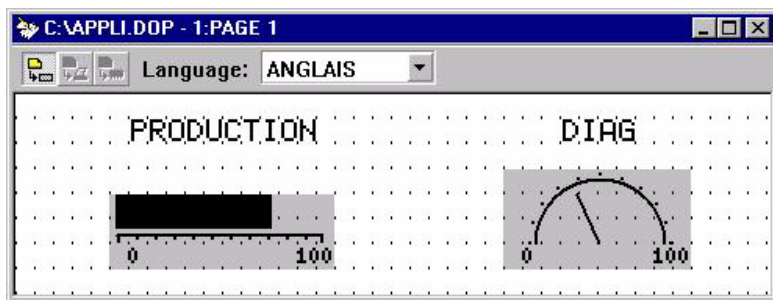 C:\APPLI.DOP - 1:PAGE 1
Language: ANGLAIS
PRODUCTION DIAG
0 100 0 100